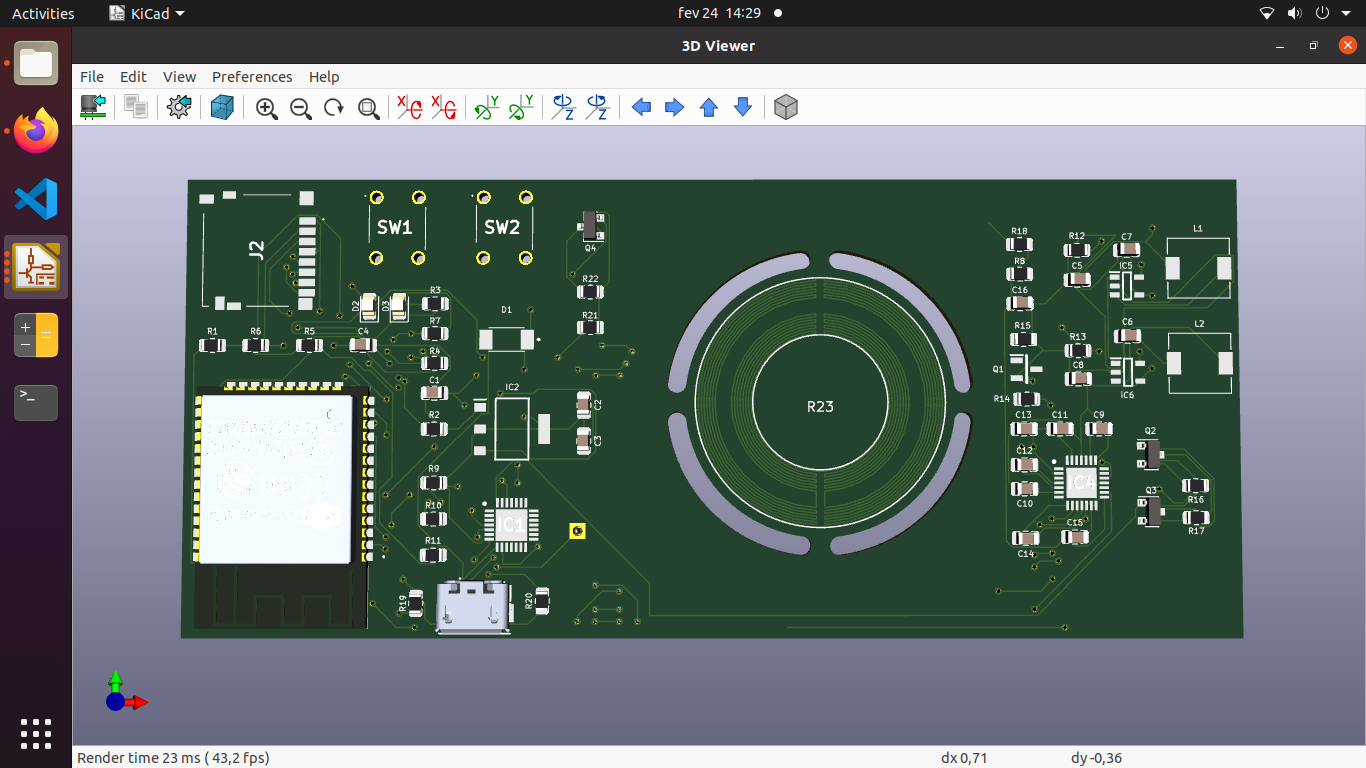 Activities
KiCad
fev 24 14:29
3D Viewer
File Edit View Preferences Help
X X Y Y Z Z
J2
SW1
SW2
Q4
R22
R21
D2
D3
R3
R7
R4
D1
R1
R6
R5
C4
C1
IC2
R2
C2
C3
R9
R10
R11
IC1
R19
R20
R23
R18
R8
C16
R15
Q1
R14
R12
C7
C5
IC5
L1
C6
R13
C8
IC6
L2
C13
C11
C9
C12
C10
IC4
C14
C15
Q2
Q3
R16
R17
Render time 23 ms ( 43,2 fps)
dx 0,71
dy -0,36